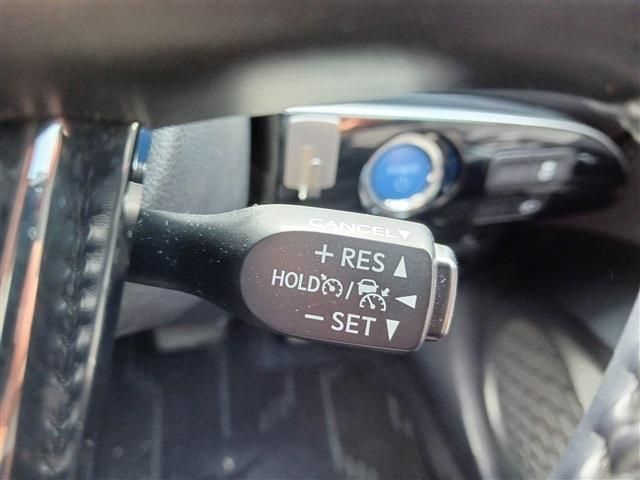 CANCEL▼
+ RES ▲
HOLD / ◀
− SET ▼